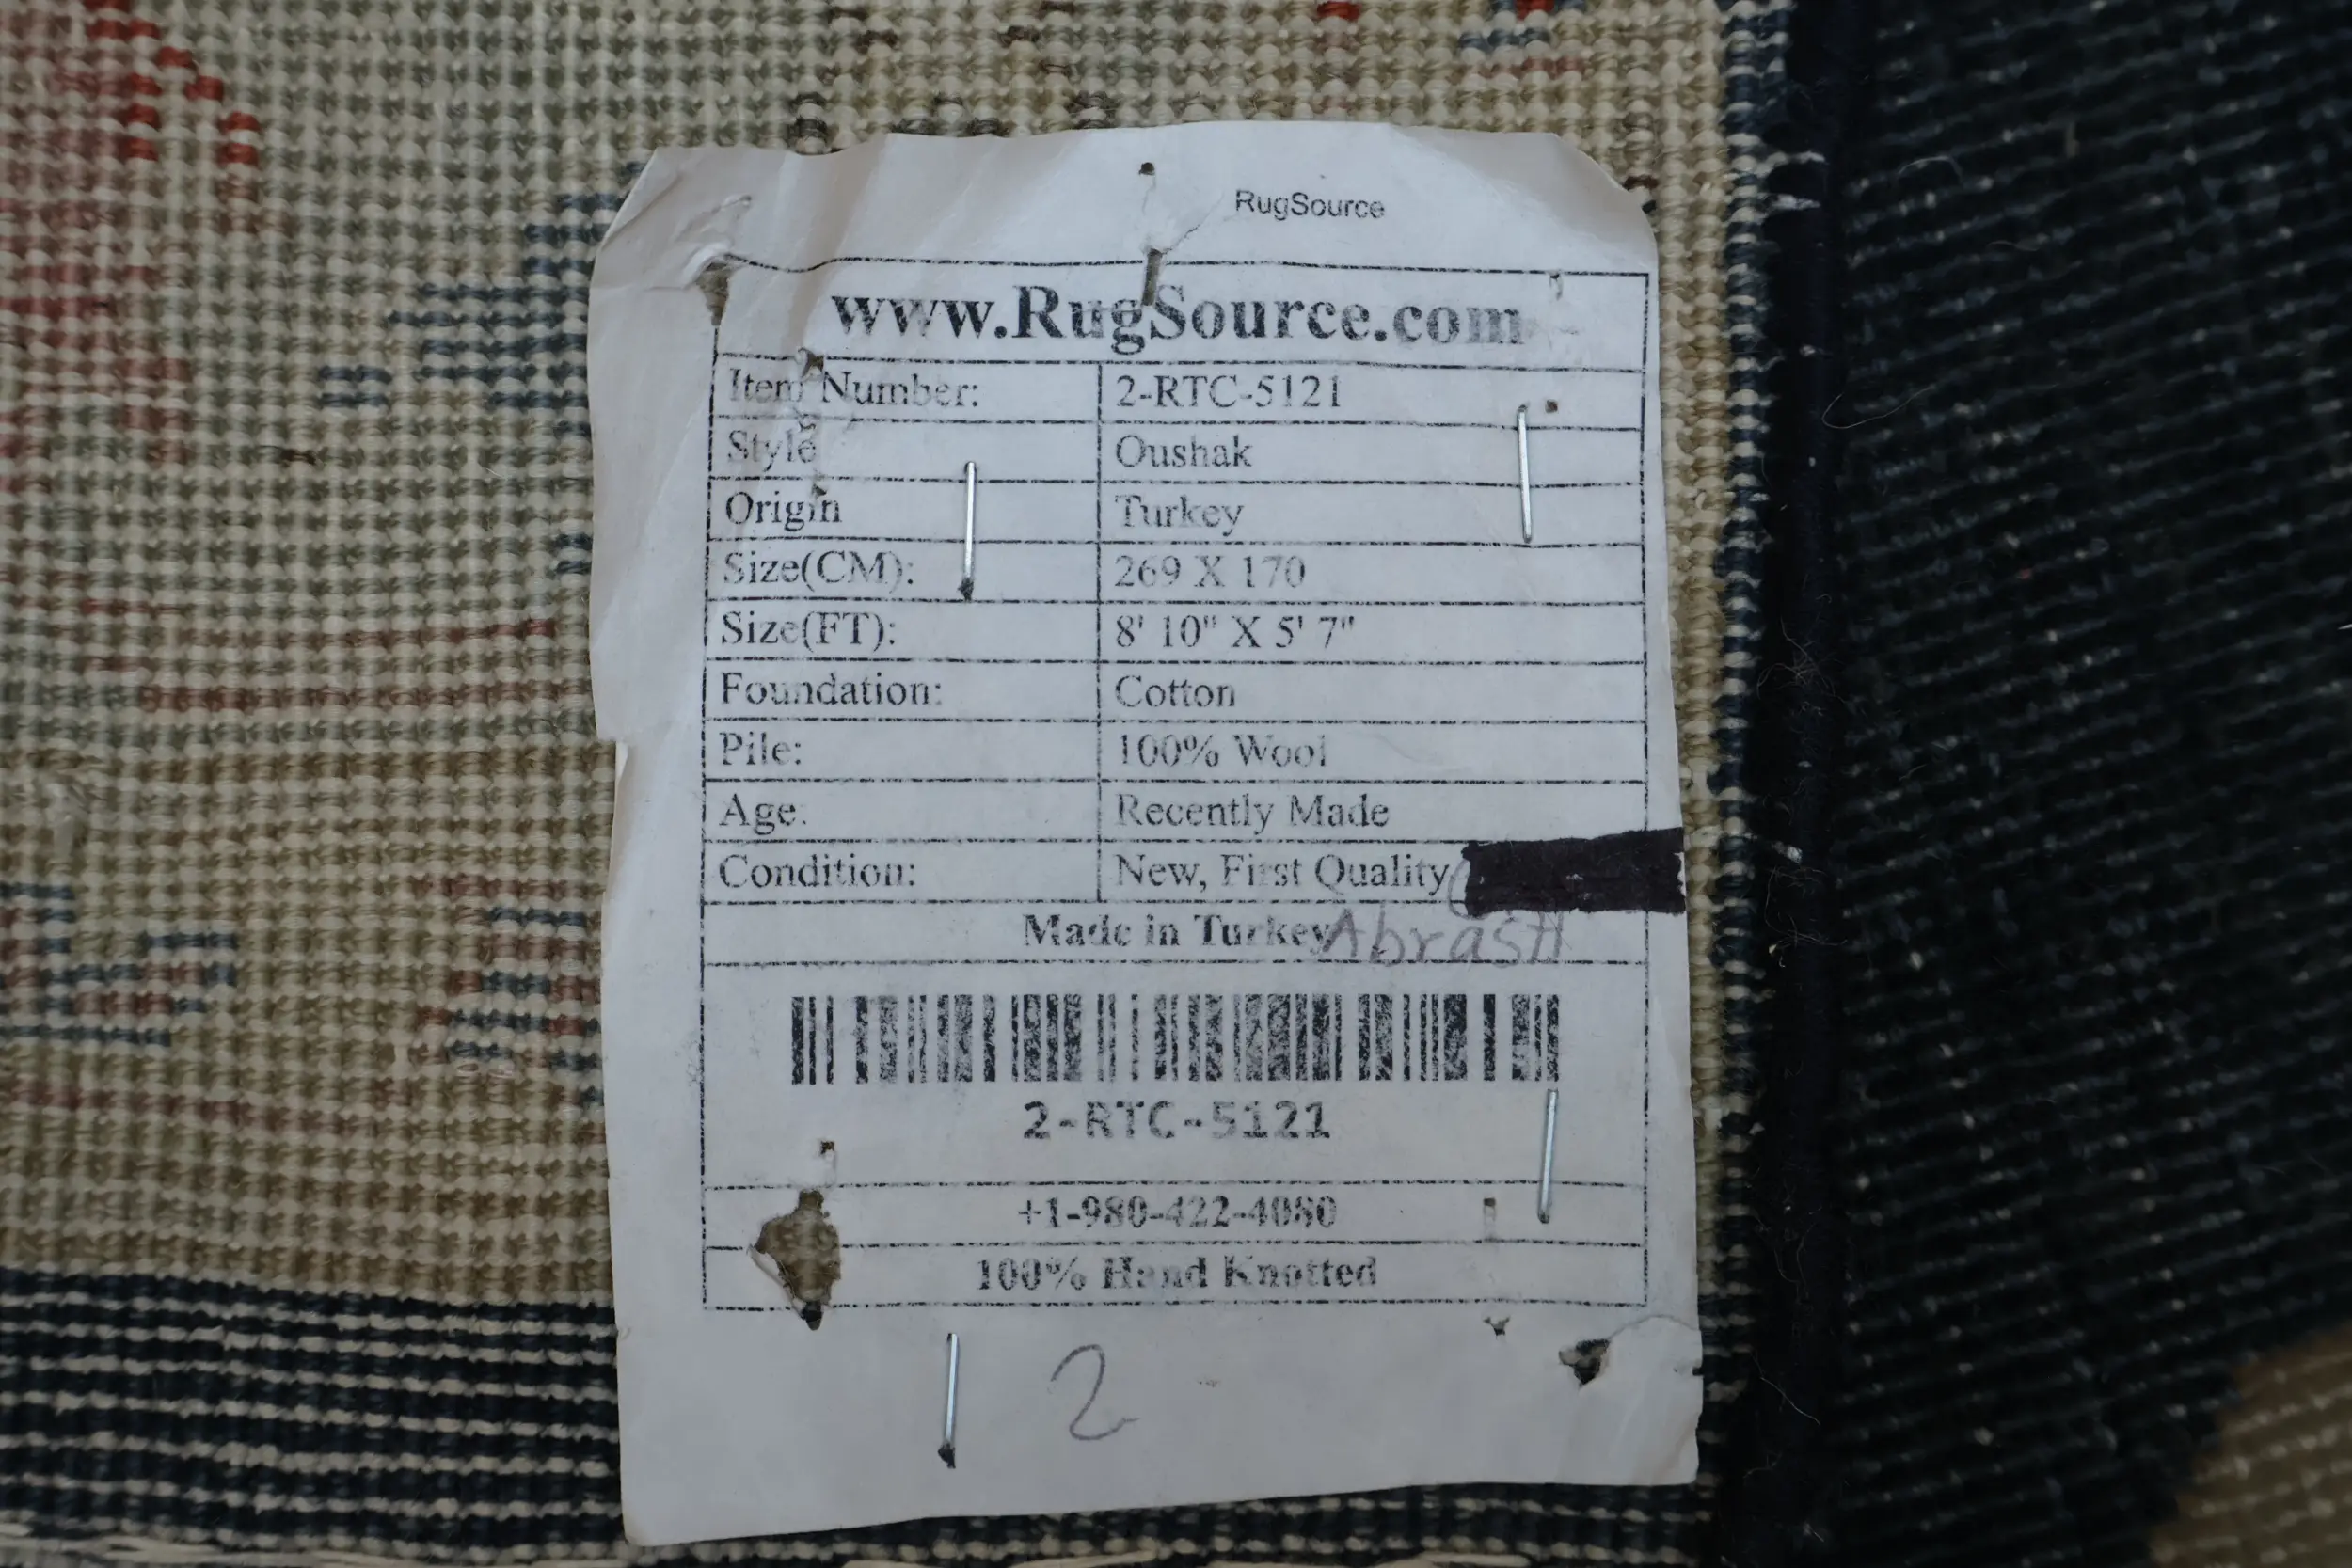 RugSource
www.RugSource.com
Item Number: 2-RTC-5121
Style Oushak
Origin Turkey
Size(CM): 269 X 170
Size(FT): 8' 10" X 5' 7"
Foundation: Cotton
Pile: 100% Wool
Age: Recently Made
Condition: New, First Quality
Made in Turkey Abrash
2-RTC-5121
+1-980-422-4080
100% Hand Knotted
2